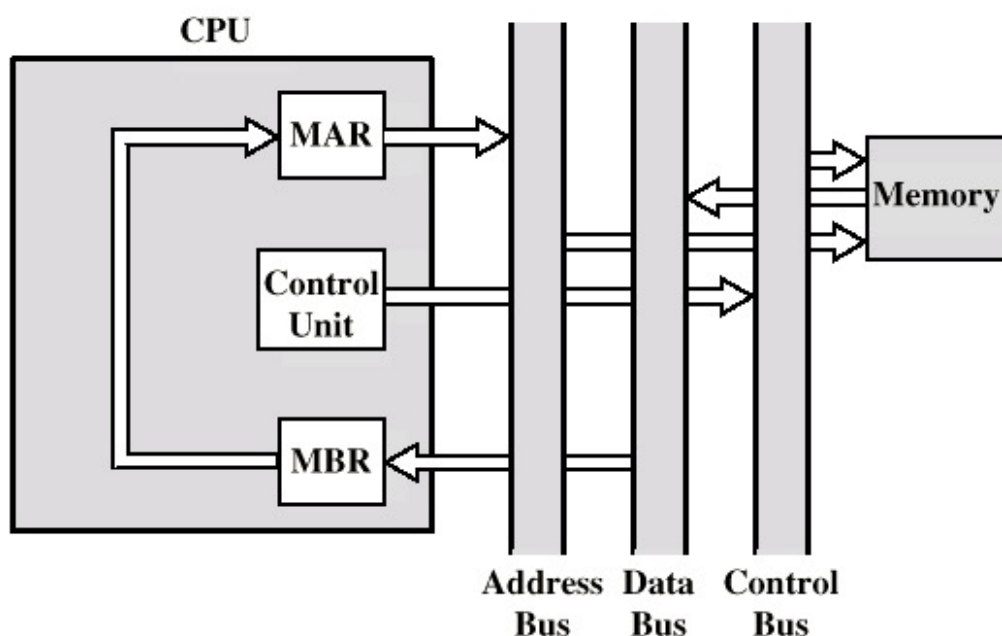 CPU
MAR
Memory
Control
Unit
MBR
Address Data Control
Bus Bus Bus